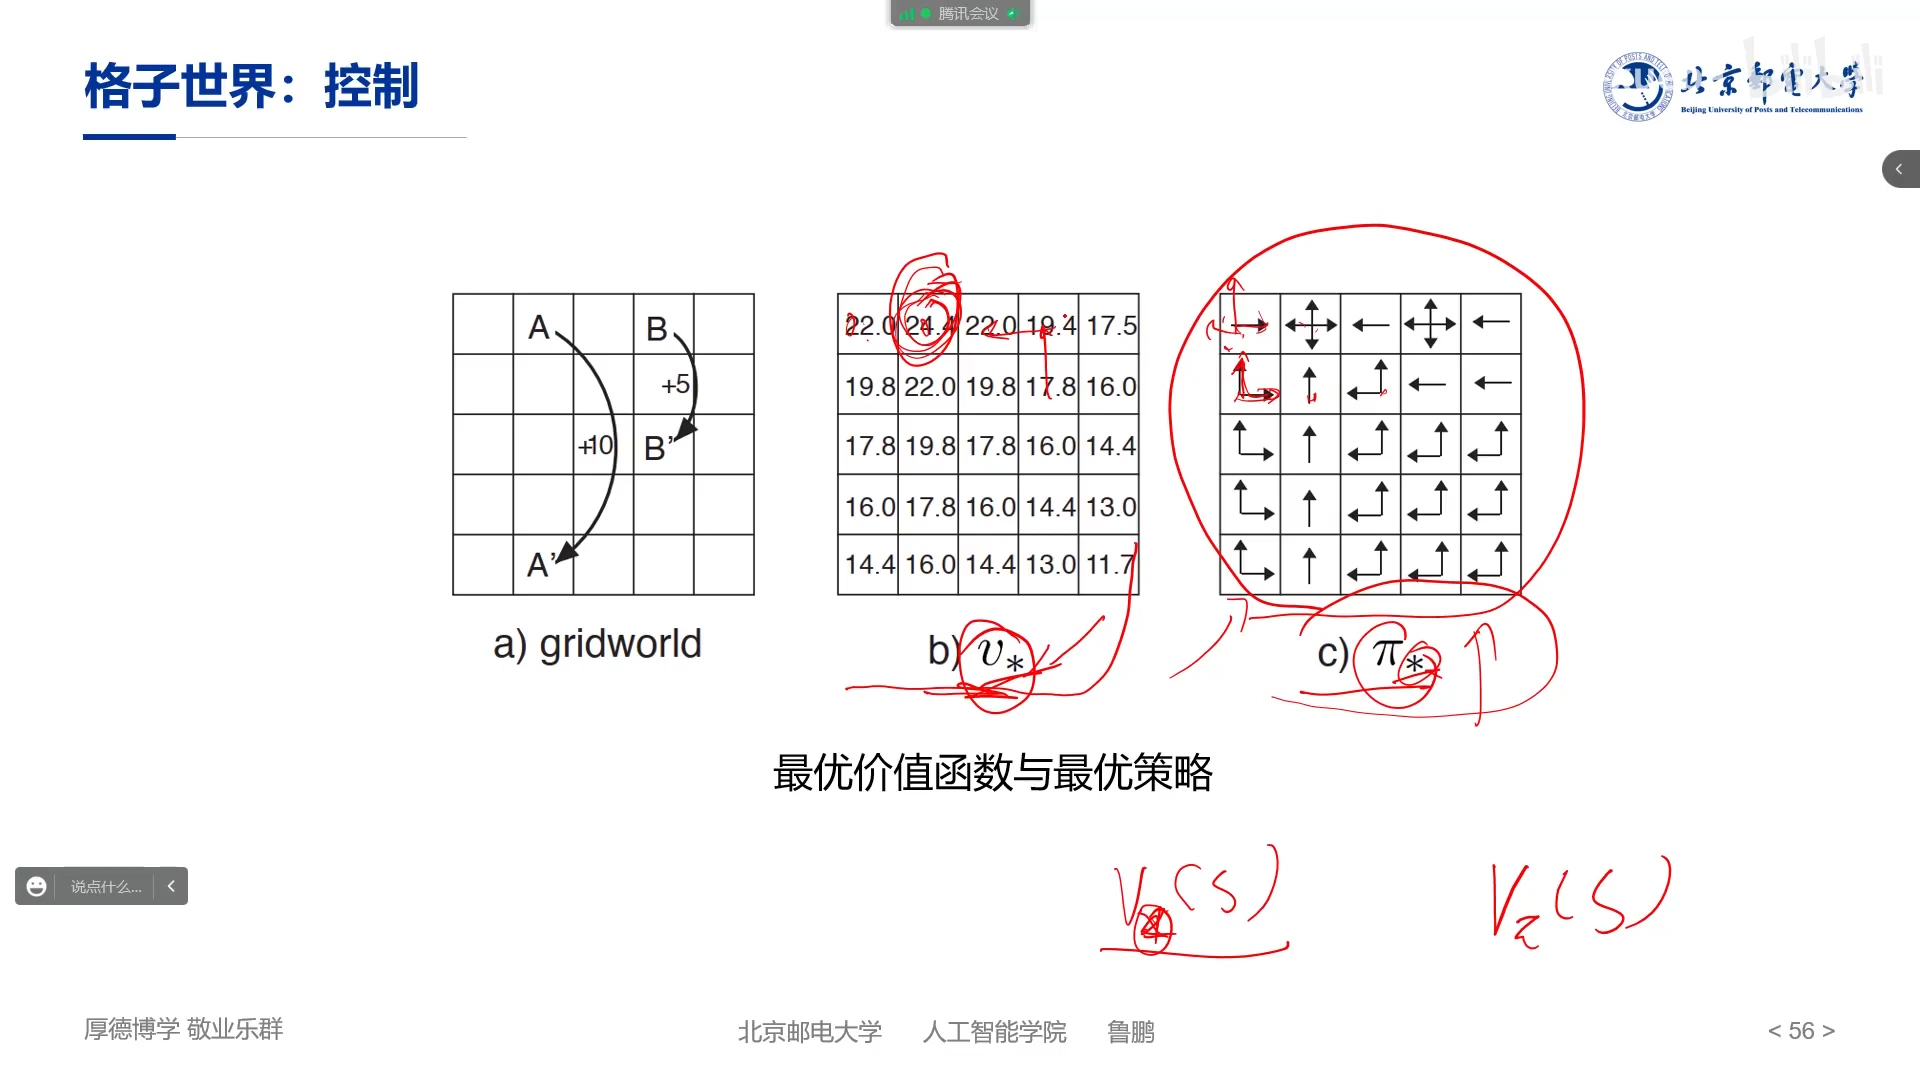 腾讯会议
格子世界：控制
北京邮电大学
Beijing University of Posts and Telecommunications
A B
+5
+10 B'
A'
22.0 24.4 22.0 19.4 17.5
19.8 22.0 19.8 17.8 16.0
17.8 19.8 17.8 16.0 14.4
16.0 17.8 16.0 14.4 13.0
14.4 16.0 14.4 13.0 11.7
a) gridworld
b) v*
c) π*
最优价值函数与最优策略
说点什么...
厚德博学 敬业乐群
北京邮电大学 人工智能学院 鲁鹏
< 56 >